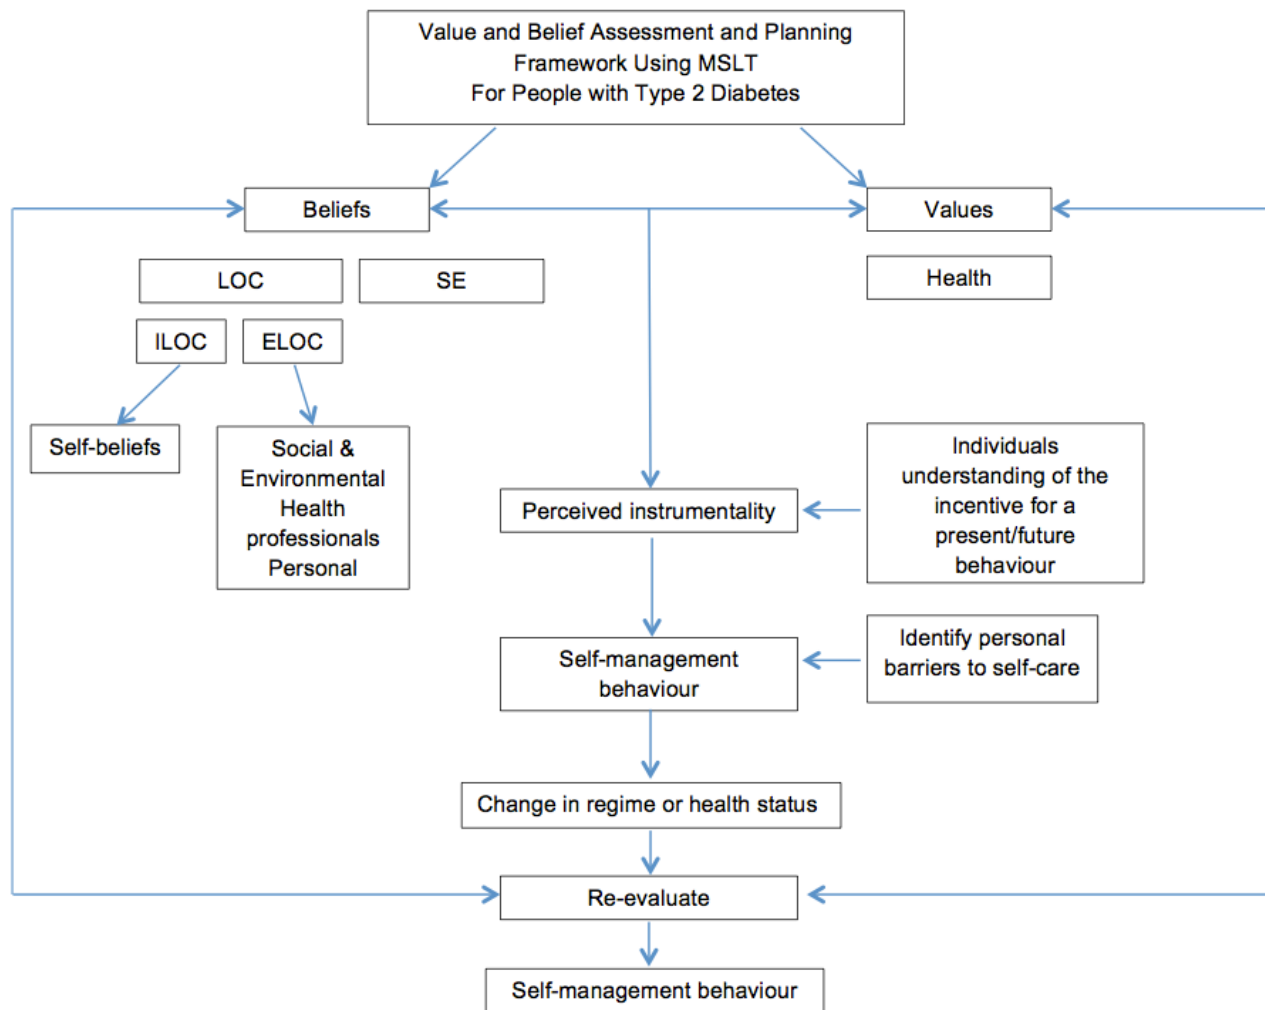 Value and Belief Assessment and Planning
Framework Using MSLT
For People with Type 2 Diabetes
Beliefs
Values
LOC
SE
Health
ILOC
ELOC
Self-beliefs
Social &
Environmental
Health
professionals
Personal
Individuals
understanding of the
incentive for a
present/future
behaviour
Perceived instrumentality
Self-management
behaviour
Identify personal
barriers to self-care
Change in regime or health status
Re-evaluate
Self-management behaviour